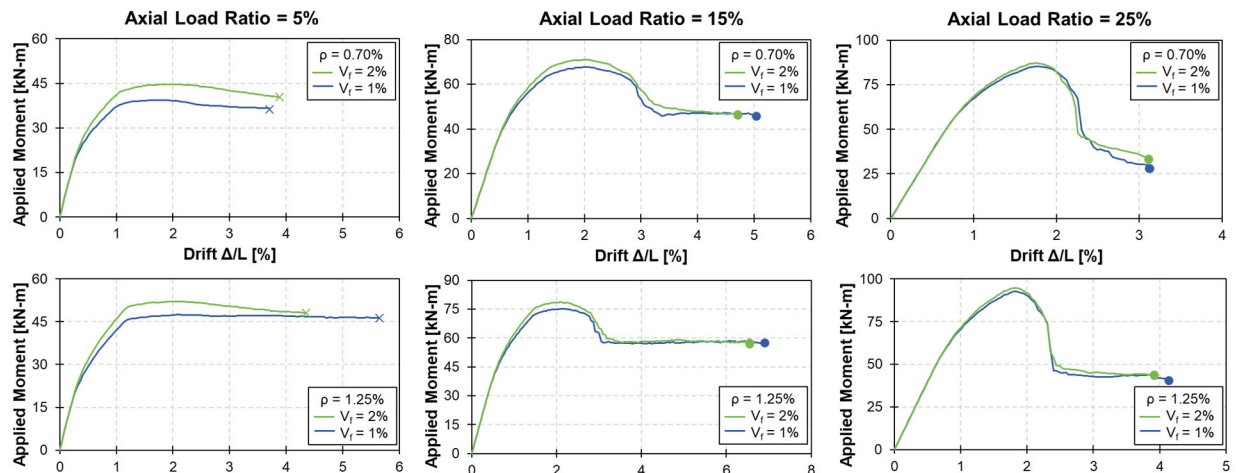 Axial Load Ratio = 5%
Applied Moment [kN-m]
60
45
30
15
0
0 1 2 3 4 5 6
Drift Δ/L [%]
ρ = 0.70%
V_f = 2%
V_f = 1%
Axial Load Ratio = 15%
Applied Moment [kN-m]
80
60
40
20
0
0 1 2 3 4 5 6
Drift Δ/L [%]
ρ = 0.70%
V_f = 2%
V_f = 1%
Axial Load Ratio = 25%
Applied Moment [kN-m]
100
75
50
25
0
0 1 2 3 4
Drift Δ/L [%]
ρ = 0.70%
V_f = 2%
V_f = 1%
Applied Moment [kN-m]
60
45
30
15
0
0 1 2 3 4 5 6
ρ = 1.25%
V_f = 2%
V_f = 1%
Applied Moment [kN-m]
90
75
60
45
30
15
0
0 2 4 6 8
ρ = 1.25%
V_f = 2%
V_f = 1%
Applied Moment [kN-m]
100
75
50
25
0
0 1 2 3 4 5
ρ = 1.25%
V_f = 2%
V_f = 1%